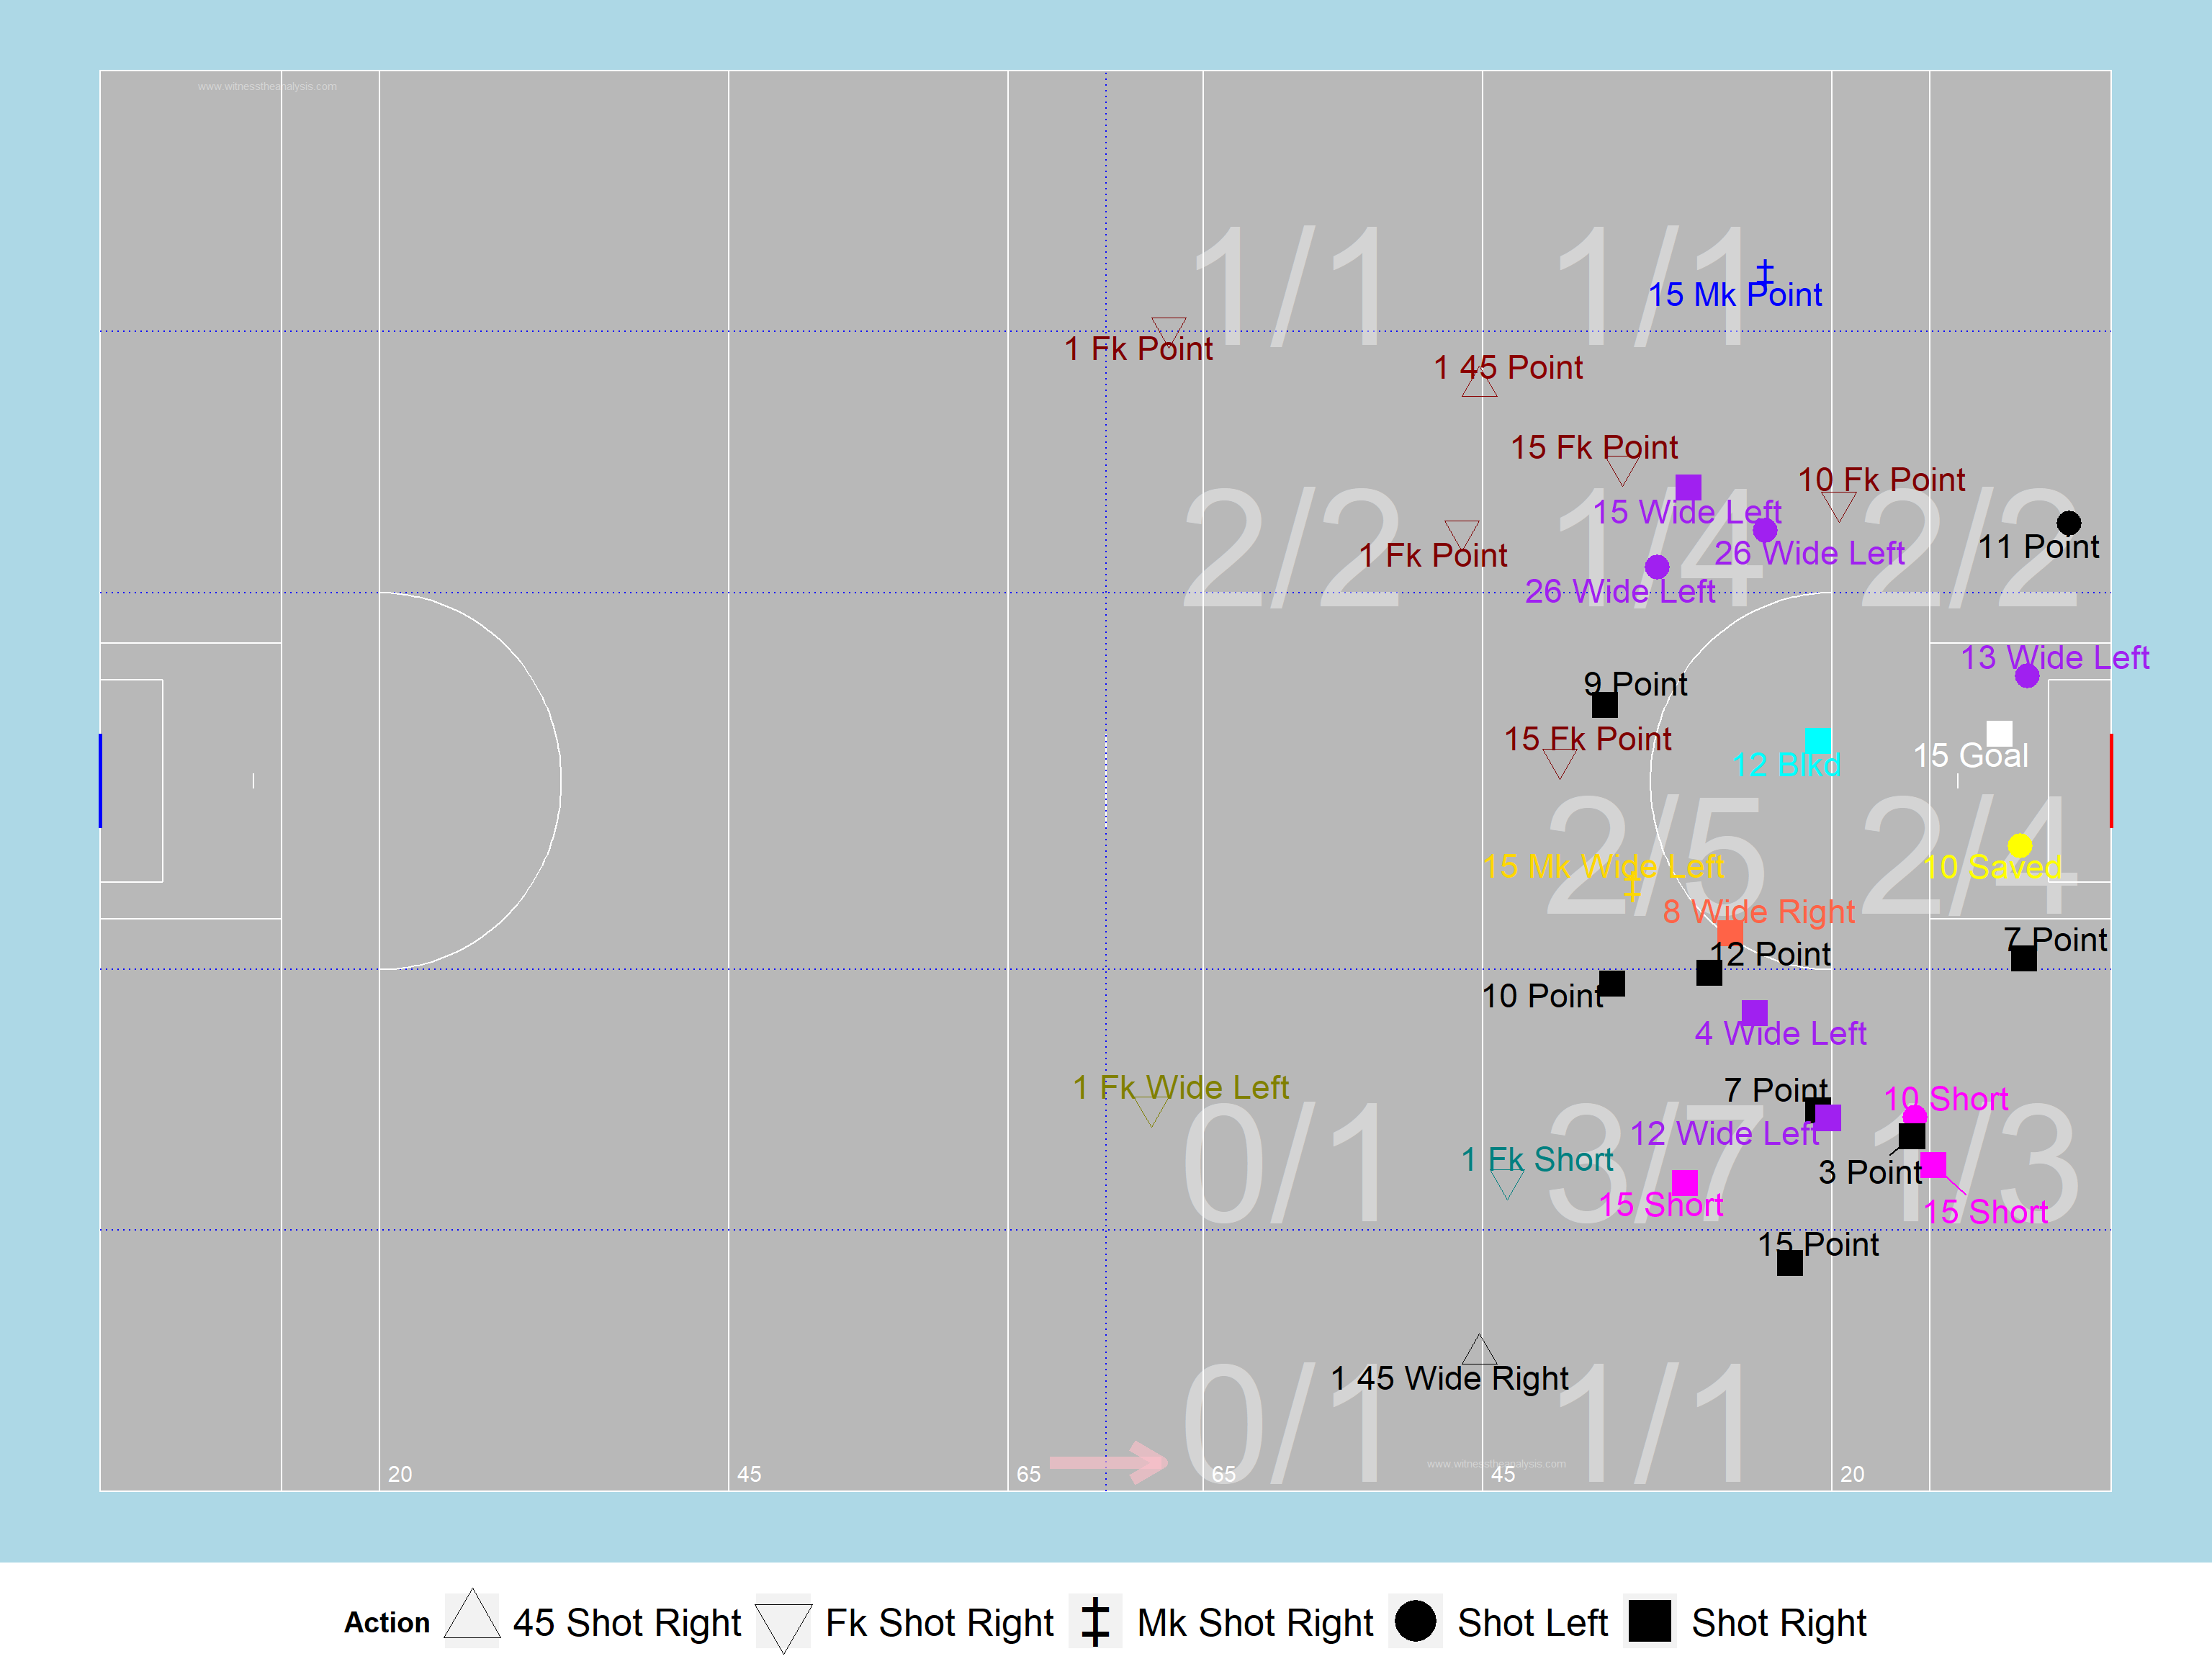 www.witnesstheanalysis.com
1/1
1/1
15 Mk Point
1 Fk Point
1 45 Point
15 Fk Point
10 Fk Point
15 Wide Left
2/2
1/4
2/2
1 Fk Point
26 Wide Left
11 Point
26 Wide Left
13 Wide Left
9 Point
15 Fk Point
12 Blkd
15 Goal
2/5
2/4
15 Mk Wide Left
10 Saved
8 Wide Right
7 Point
12 Point
10 Point
4 Wide Left
1 Fk Wide Left
7 Point
10 Short
12 Wide Left
0/1
3/7
1/3
1 Fk Short
3 Point
15 Short
15 Short
15 Point
1 45 Wide Right
0/1
1/1
www.witnesstheanalysis.com
20
45
65
65
45
20
Action 45 Shot Right Fk Shot Right Mk Shot Right Shot Left Shot Right